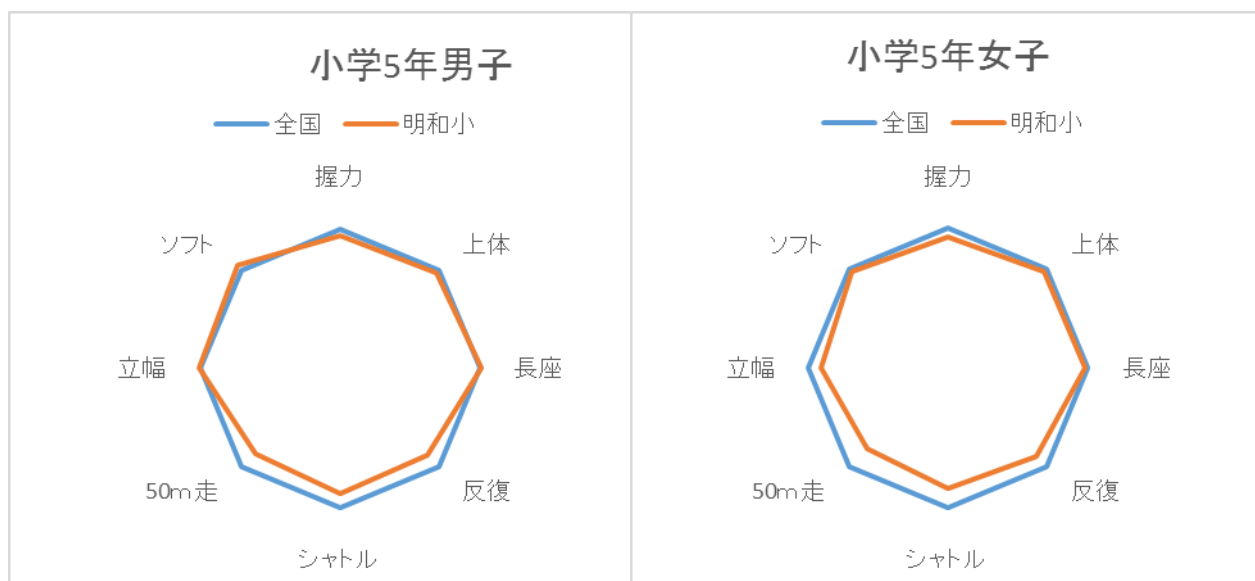 小学5年男子
全国 明和小
握力
ソフト 上体
立幅 長座
50m走 反復
シャトル
小学5年女子
全国 明和小
握力
ソフト 上体
立幅 長座
50m走 反復
シャトル